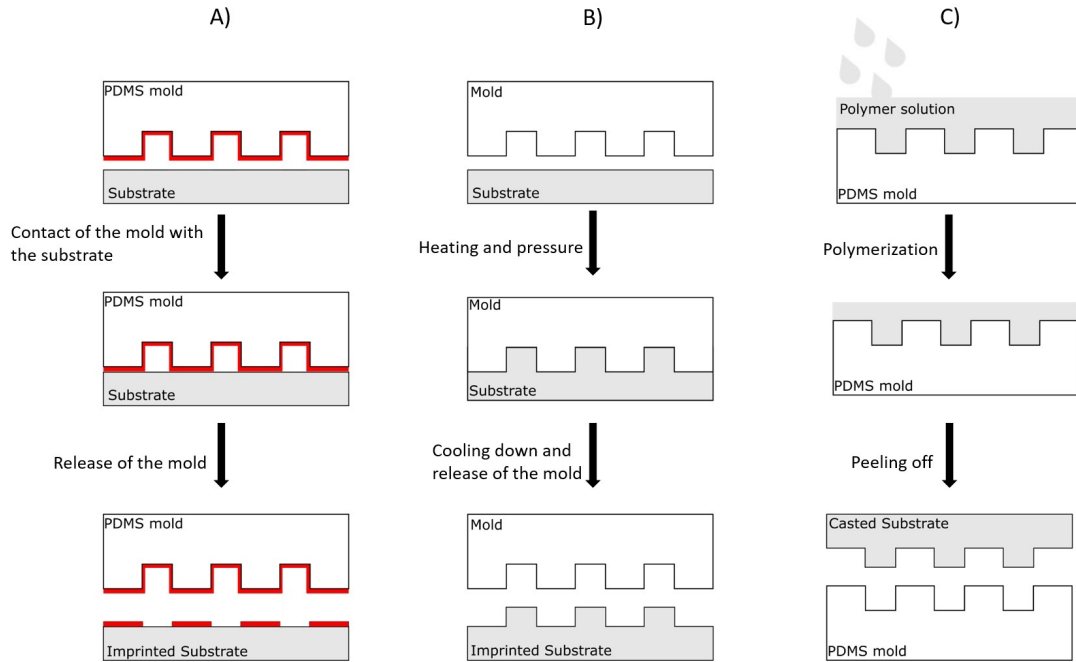 A)
PDMS mold
Substrate
Contact of the mold with
the substrate
PDMS mold
Substrate
Release of the mold
PDMS mold
Imprinted Substrate
B)
Mold
Substrate
Heating and pressure
Mold
Substrate
Cooling down and
release of the mold
Mold
Imprinted Substrate
C)
Polymer solution
PDMS mold
Polymerization
PDMS mold
Peeling off
Casted Substrate
PDMS mold